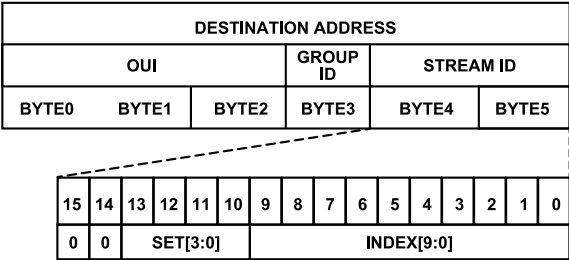 DESTINATION ADDRESS
OUI GROUP ID STREAM ID
BYTE0 BYTE1 BYTE2 BYTE3 BYTE4 BYTE5
15 14 13 12 11 10 9 8 7 6 5 4 3 2 1 0
0 0 SET[3:0] INDEX[9:0]